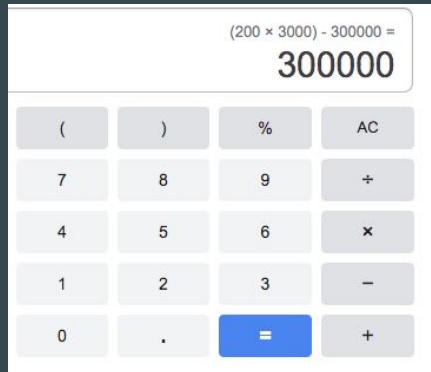 (200 × 3000) - 300000 =
300000
( ) % AC
7 8 9 ÷
4 5 6 ×
1 2 3 −
0 . = +